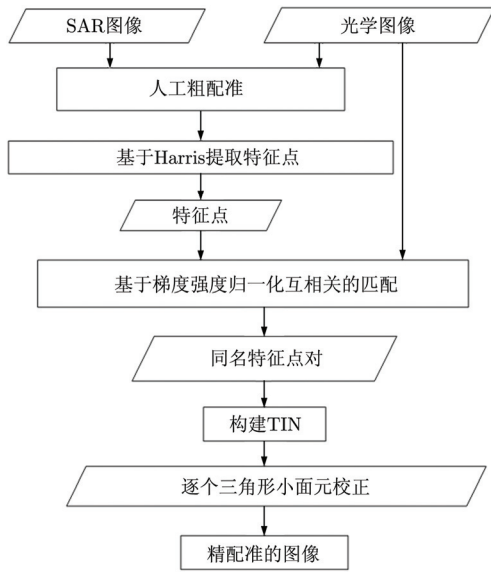 SAR图像
光学图像
人工粗配准
基于Harris提取特征点
特征点
基于梯度强度归一化互相关的匹配
同名特征点对
构建TIN
逐个三角形小面元校正
精配准的图像